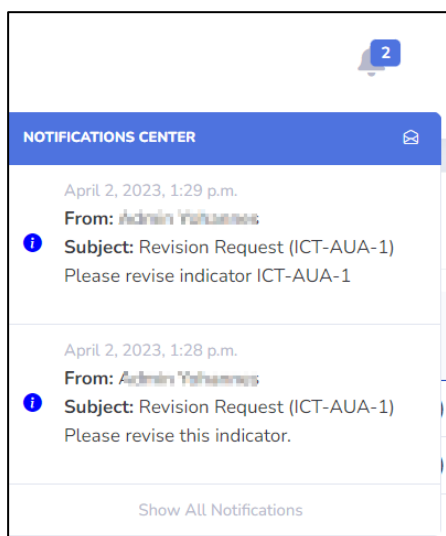 2
NOTIFICATIONS CENTER
April 2, 2023, 1:29 p.m.
From:
Subject: Revision Request (ICT-AUA-1)
Please revise indicator ICT-AUA-1
April 2, 2023, 1:28 p.m.
From:
Subject: Revision Request (ICT-AUA-1)
Please revise this indicator.
Show All Notifications